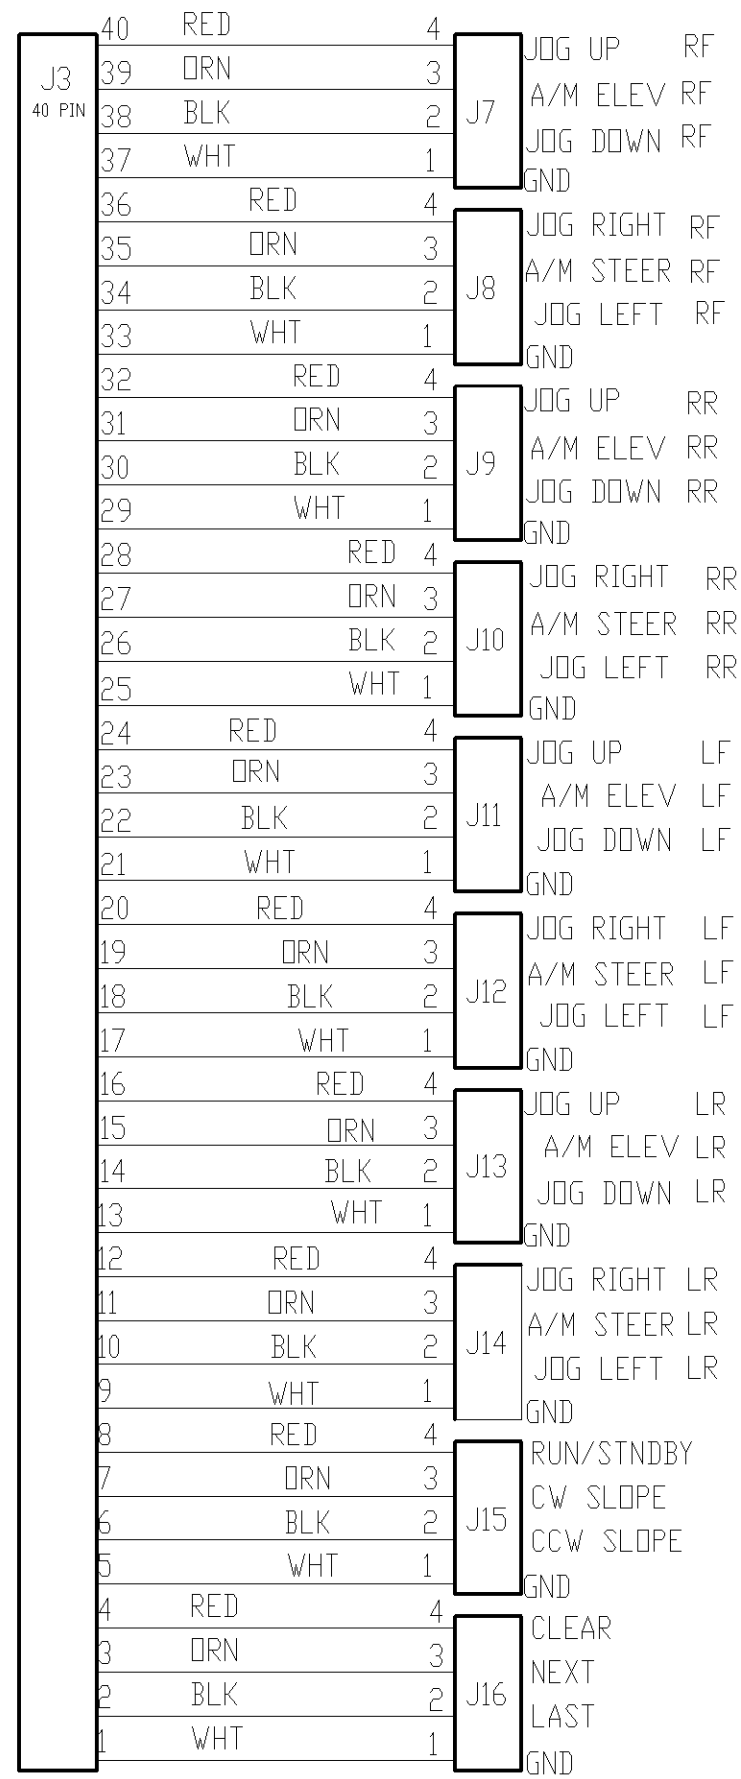 40 RED 4 JOG UP RF
J3 39 ORN 3 J7 A/M ELEV RF
40 PIN 38 BLK 2 JOG DOWN RF
37 WHT 1 GND
36 RED 4 JOG RIGHT RF
35 ORN 3 A/M STEER RF
34 BLK 2 J8 JOG LEFT RF
33 WHT 1 GND
32 RED 4 JOG UP RR
31 ORN 3 A/M ELEV RR
30 BLK 2 J9 JOG DOWN RR
29 WHT 1 GND
28 RED 4 JOG RIGHT RR
27 ORN 3 A/M STEER RR
26 BLK 2 J10 JOG LEFT RR
25 WHT 1 GND
24 RED 4 JOG UP LF
23 ORN 3 A/M ELEV LF
22 BLK 2 J11 JOG DOWN LF
21 WHT 1 GND
20 RED 4 JOG RIGHT LF
19 ORN 3 A/M STEER LF
18 BLK 2 J12 JOG LEFT LF
17 WHT 1 GND
16 RED 4 JOG UP LR
15 ORN 3 A/M ELEV LR
14 BLK 2 J13 JOG DOWN LR
13 WHT 1 GND
12 RED 4 JOG RIGHT LR
11 ORN 3 A/M STEER LR
10 BLK 2 J14 JOG LEFT LR
9 WHT 1 GND
8 RED 4 RUN/STNDBY
7 ORN 3 CW SLOPE
6 BLK 2 J15 CCW SLOPE
5 WHT 1 GND
4 RED 4 CLEAR
3 ORN 3 NEXT
2 BLK 2 J16 LAST
1 WHT 1 GND